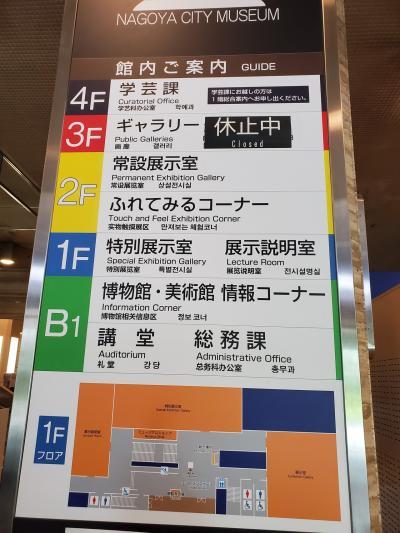 NAGOYA CITY MUSEUM
館内ご案内 GUIDE
4F
学芸課
Curatorial Office
学艺科办公室 학예과
学芸課にお越しの方は
1階総合案内へお申し出ください。
3F
ギャラリー
Public Galleries
画廊 갤러리
休止中
Closed
2F
常設展示室
Permanent Exhibition Gallery
常设展览室 상설전시실
ふれてみるコーナー
Touch and Feel Exhibition Corner
实物触摸展区 만져보는 체험코너
1F
特別展示室 展示説明室
Special Exhibition Gallery Lecture Room
特别展览室 특별전시실 展览说明室 전시설명실
B1
博物館・美術館 情報コーナー
Information Corner
博物馆相关信息区 정보 코너
講堂 総務課
Auditorium Administrative Office
礼堂 강당 总务科办公室 총무과
1F
フロア